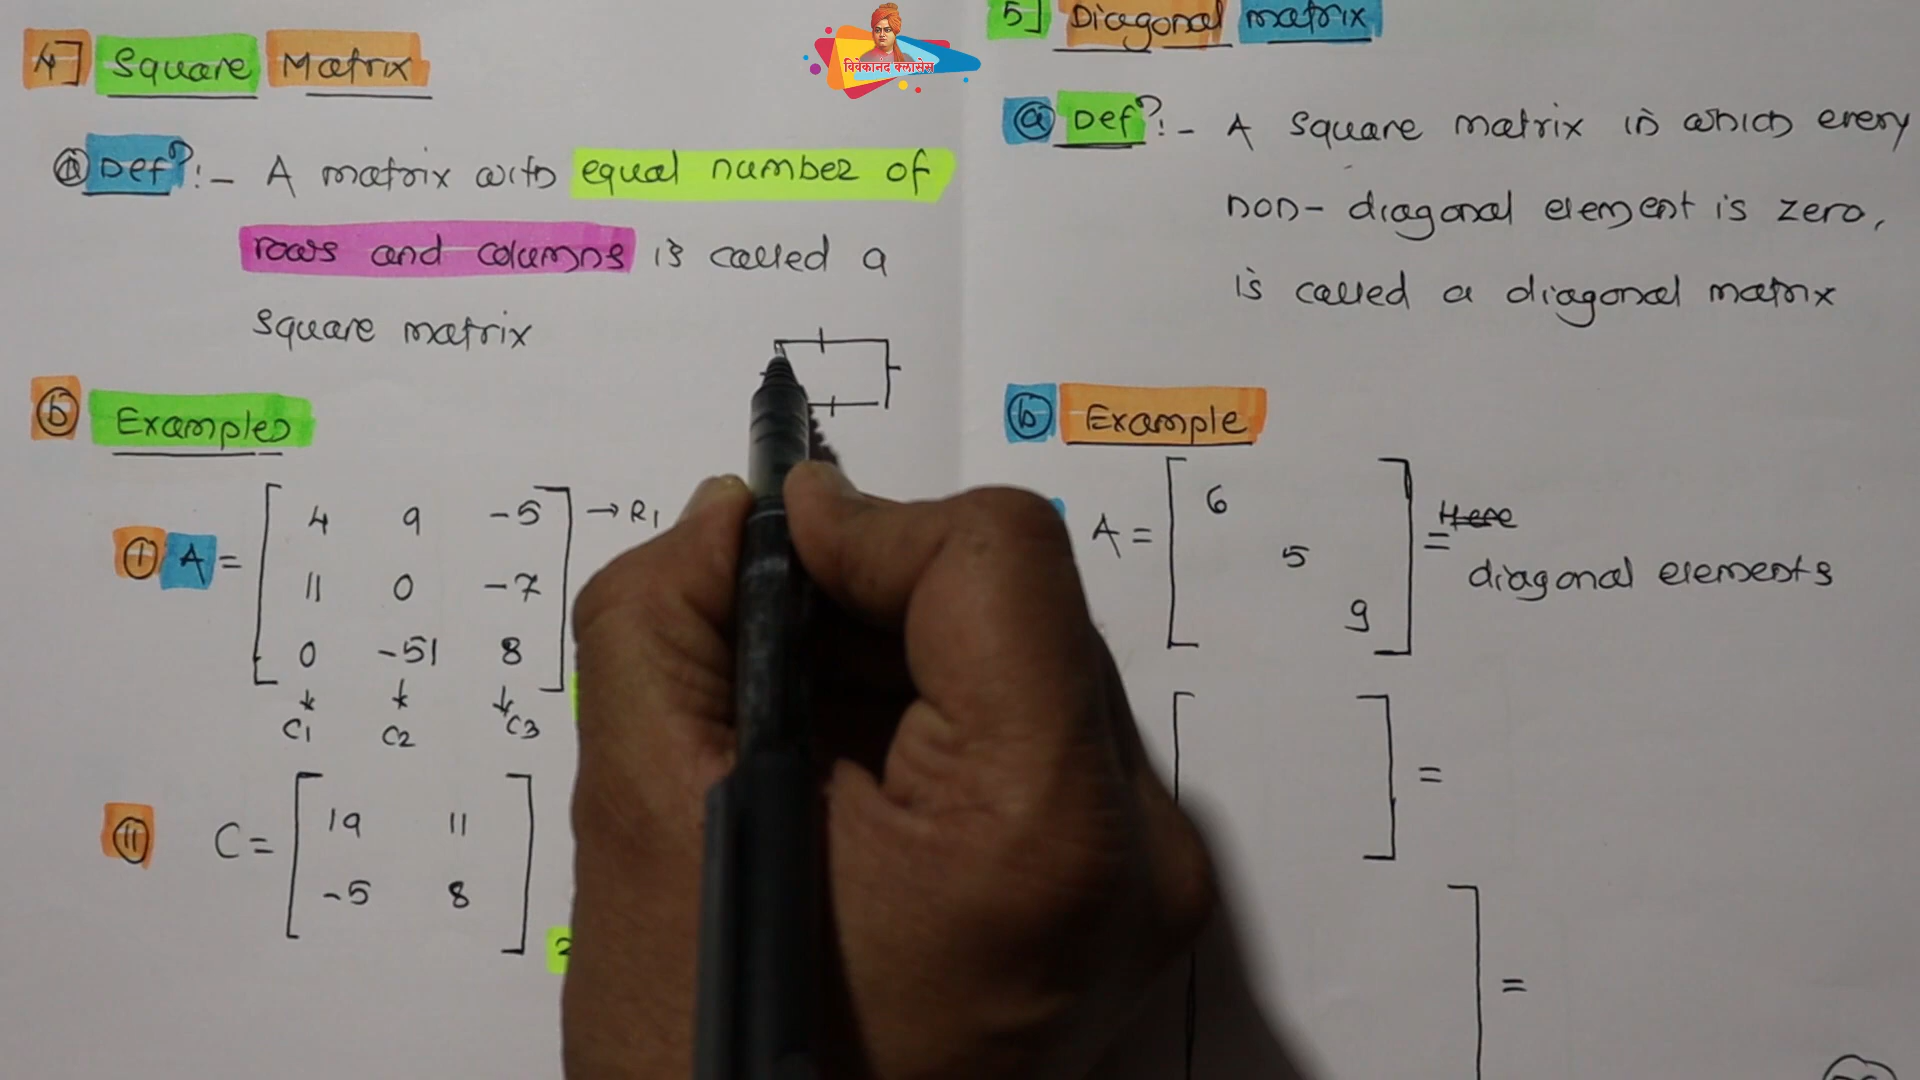 4] Square Matrix
a Def?:- A matrix with equal number of
rows and columns is called a
square matrix
b Examples
① A = [ 4 9 -5 ] → R1
11 0 -7
0 -51 8
C1 C2 C3
② C = [ 19 11
-5 8 ]
2
विवेकानंद क्लासेस
5] Diagonal matrix
a Def?:- A square matrix in which every
non-diagonal element is zero,
is called a diagonal matrix
b Example
A = [ 6 5 9 ] = Here
diagonal elements
=
=